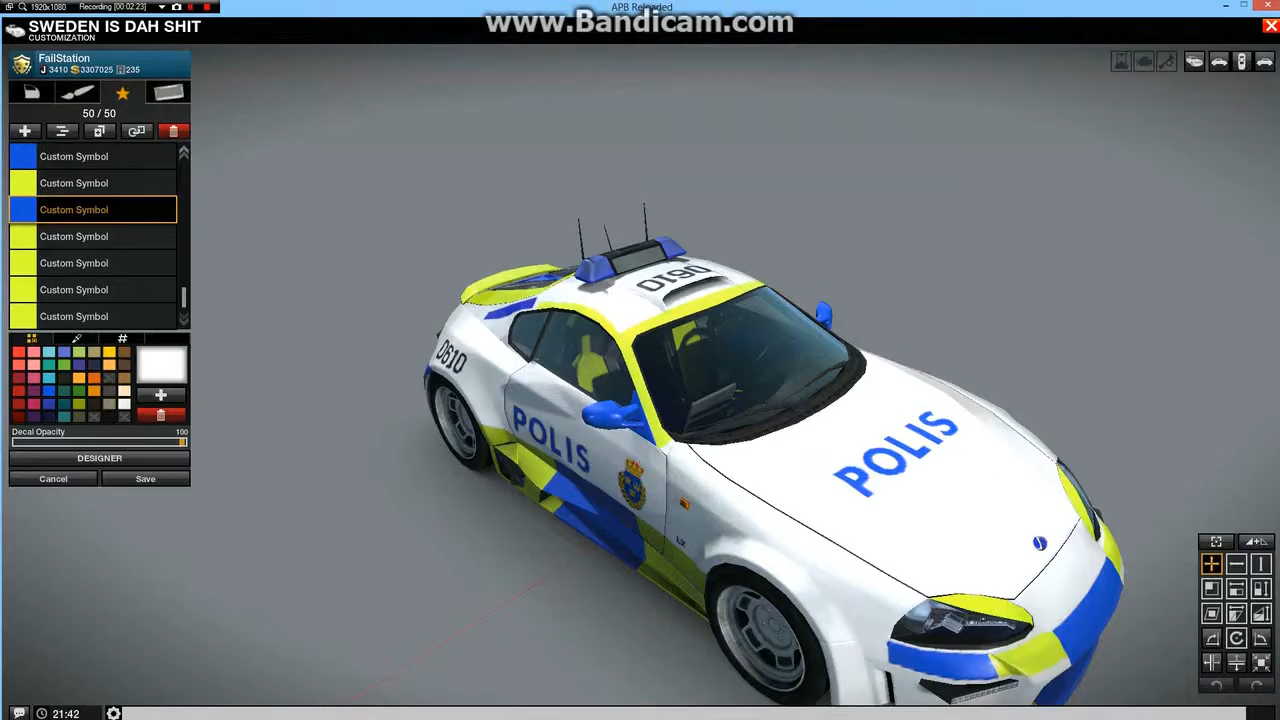 1920x1080
Recording [00:02:23]
APB Reloaded
www.Bandicam.com
SWEDEN IS DAH SHIT
CUSTOMIZATION
FailStation
J 3410 $ 3307025 R 235
50 / 50
Custom Symbol
Custom Symbol
Custom Symbol
Custom Symbol
Custom Symbol
Custom Symbol
Custom Symbol
Decal Opacity
100
DESIGNER
Cancel
Save
0610
0610
POLIS
POLIS
21:42